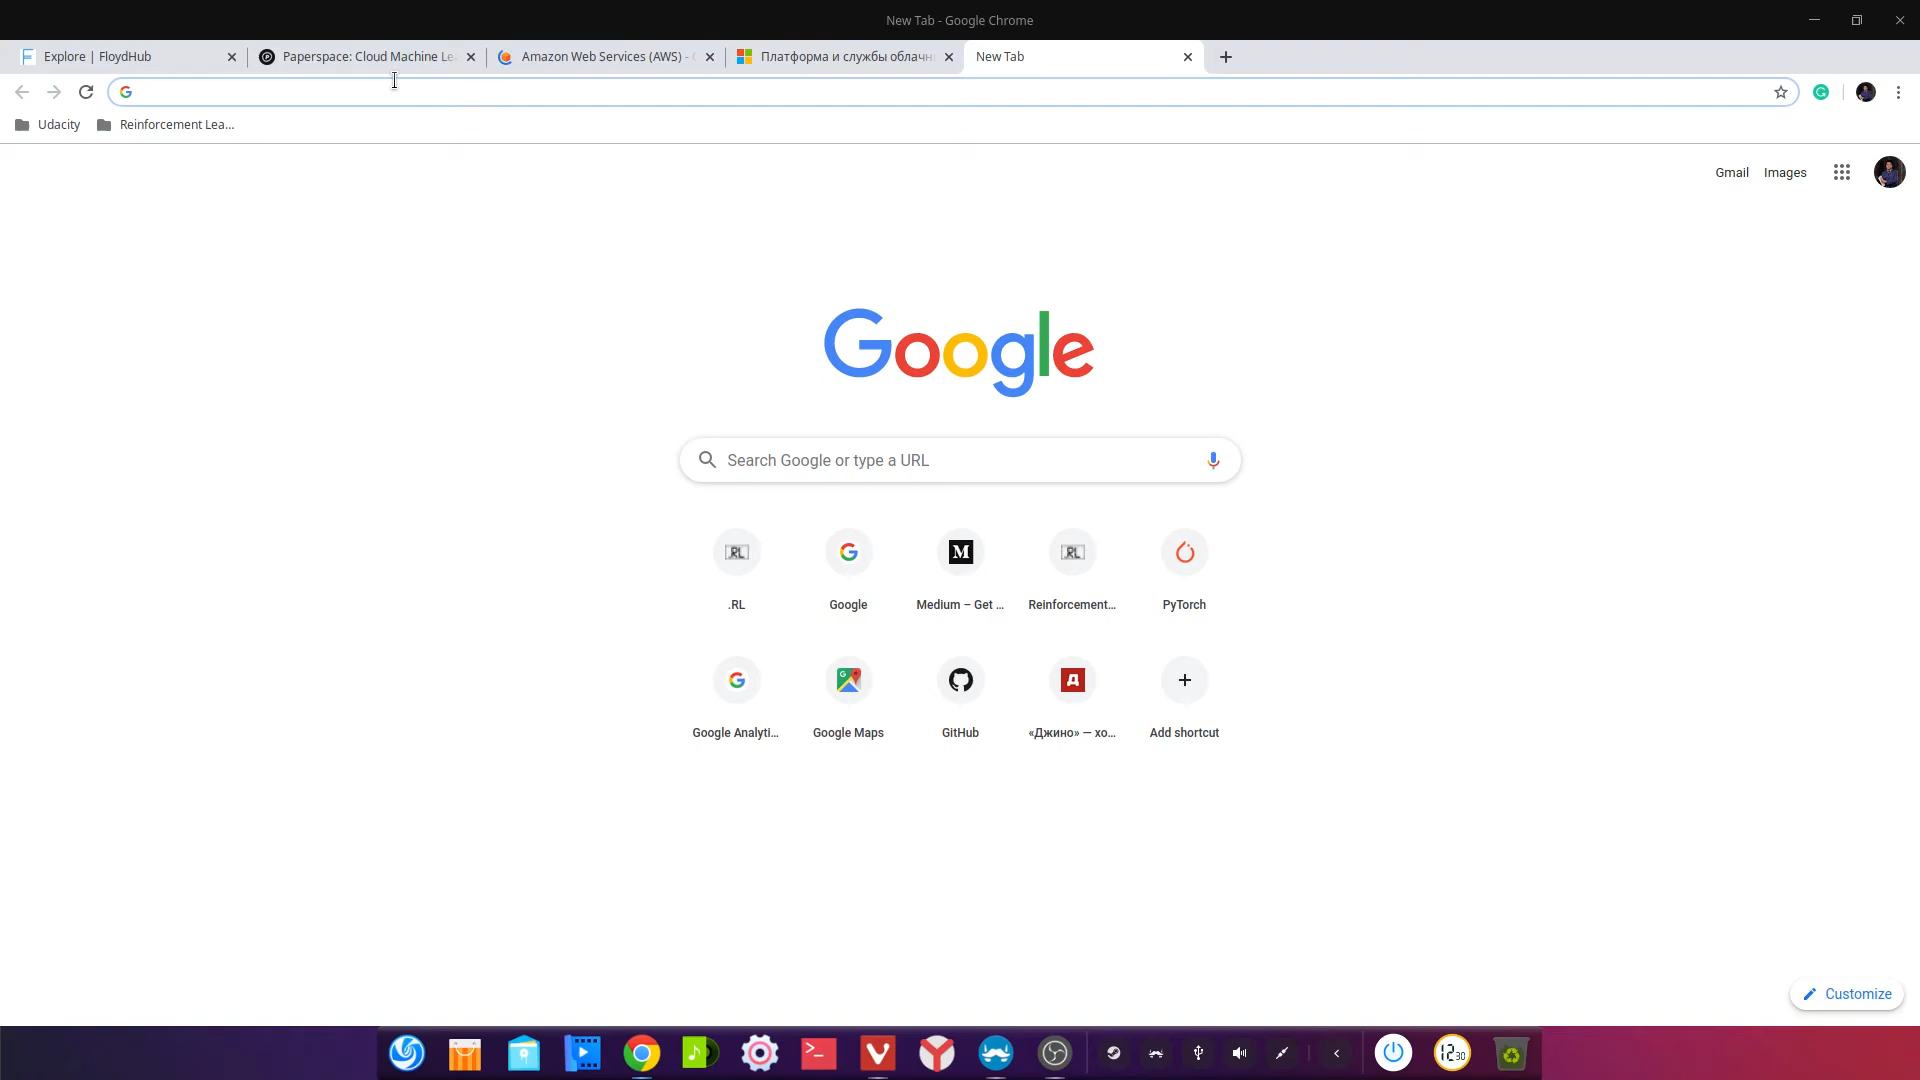 New Tab - Google Chrome
Explore | FloydHub
Paperspace: Cloud Machine Le
Amazon Web Services (AWS) -
Платформа и службы облачн
New Tab
Udacity
Reinforcement Lea...
Gmail
Images
Google
Search Google or type a URL
.RL
Google
Medium – Get ...
Reinforcement...
PyTorch
Google Analyti...
Google Maps
GitHub
«Джино» — хо...
Add shortcut
Customize
12 30